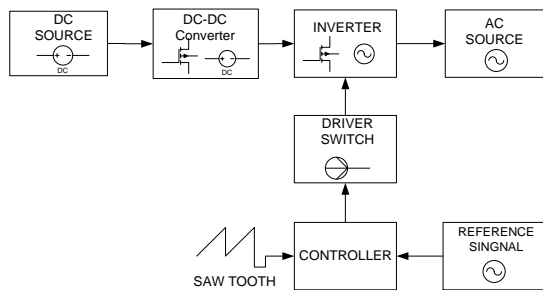 DC
SOURCE
DC
DC-DC
Converter
DC
INVERTER
AC
SOURCE
DRIVER
SWITCH
SAW TOOTH
CONTROLLER
REFERENCE
SINGNAL